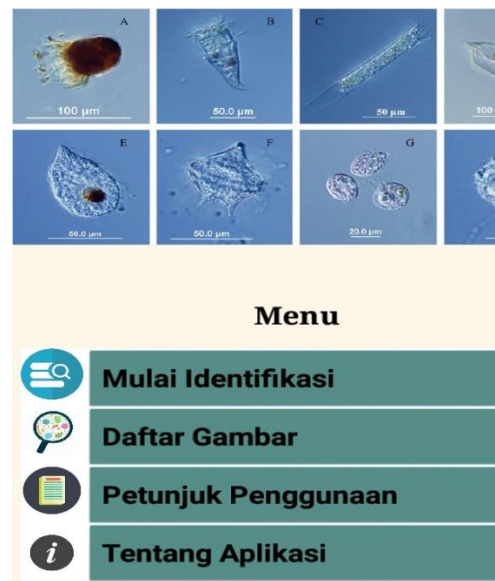 A B C
100 µm 50.0 µm 50 µm 100
E F G
50.0 µm 50.0 µm 20.0 µm
Menu
Mulai Identifikasi
Daftar Gambar
Petunjuk Penggunaan
i Tentang Aplikasi